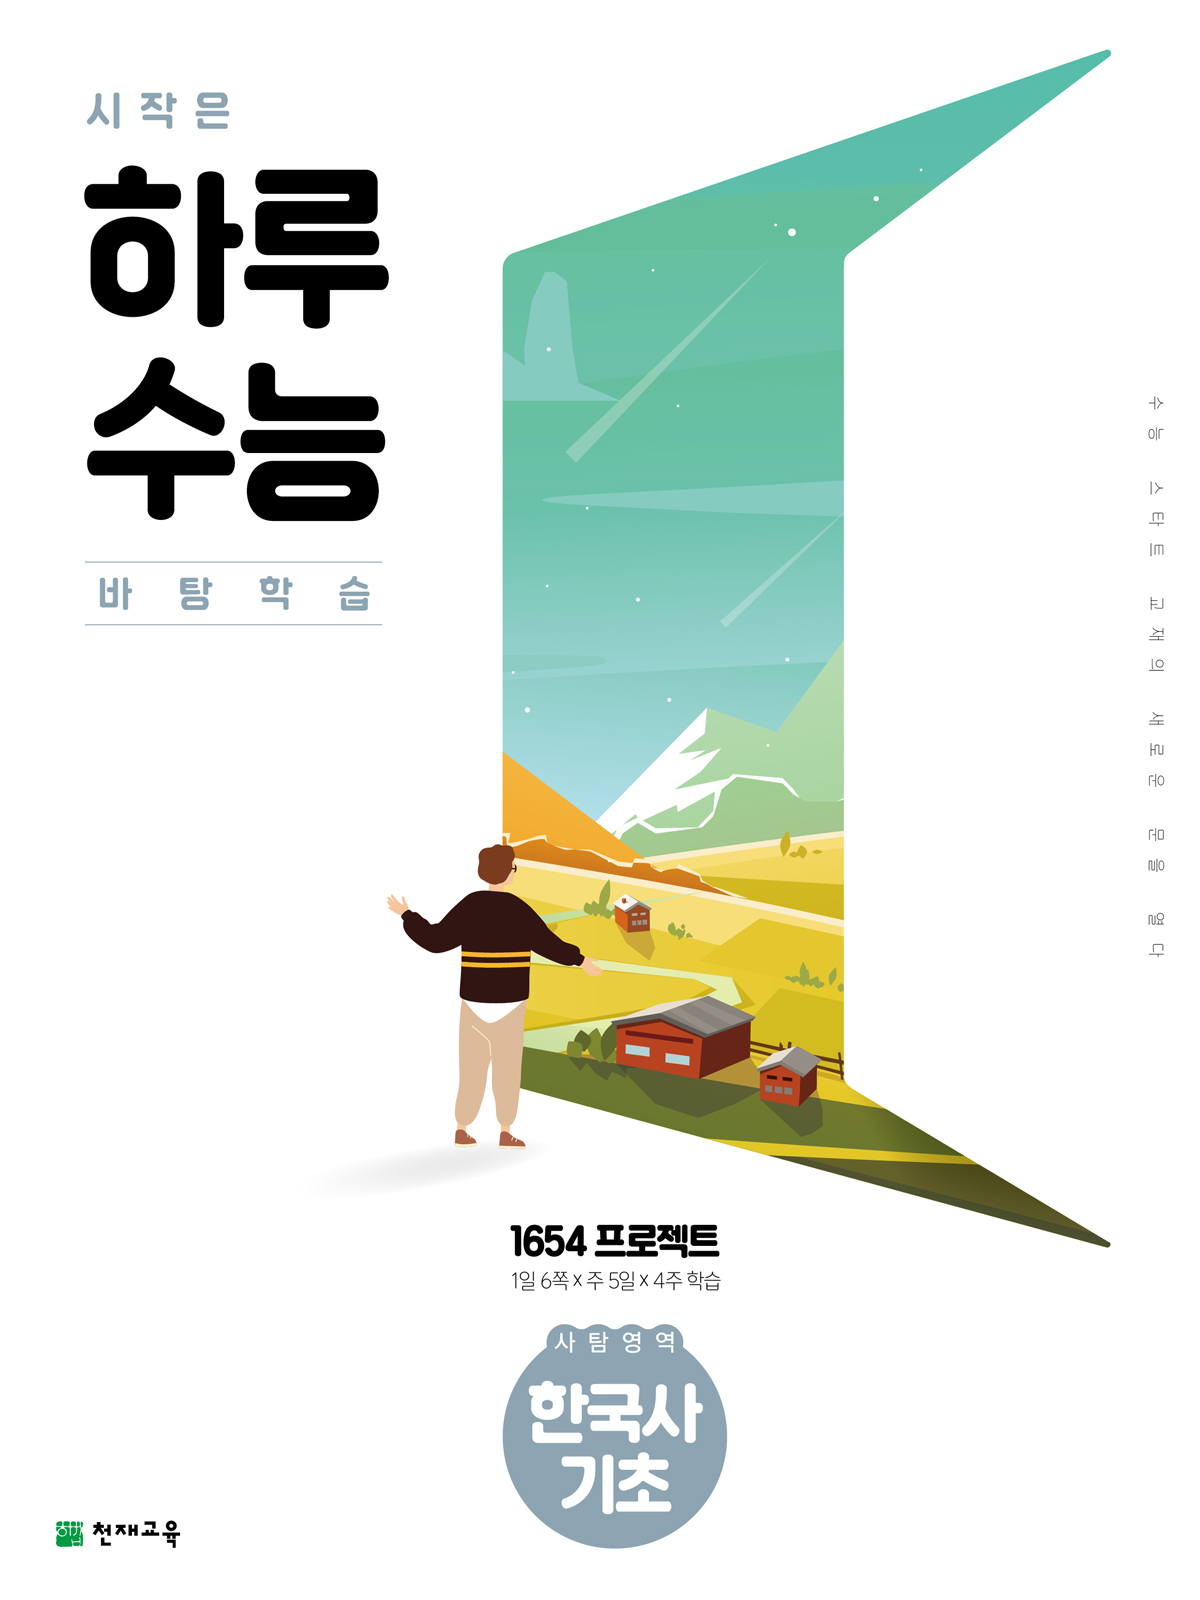 시작은
하루
수능
바탕학습
수능 스타트 교재의 새로운 문을 열다
1654 프로젝트
1일 6쪽 x 주 5일 x 4주 학습
사탐영역
한국사
기초
천재교육